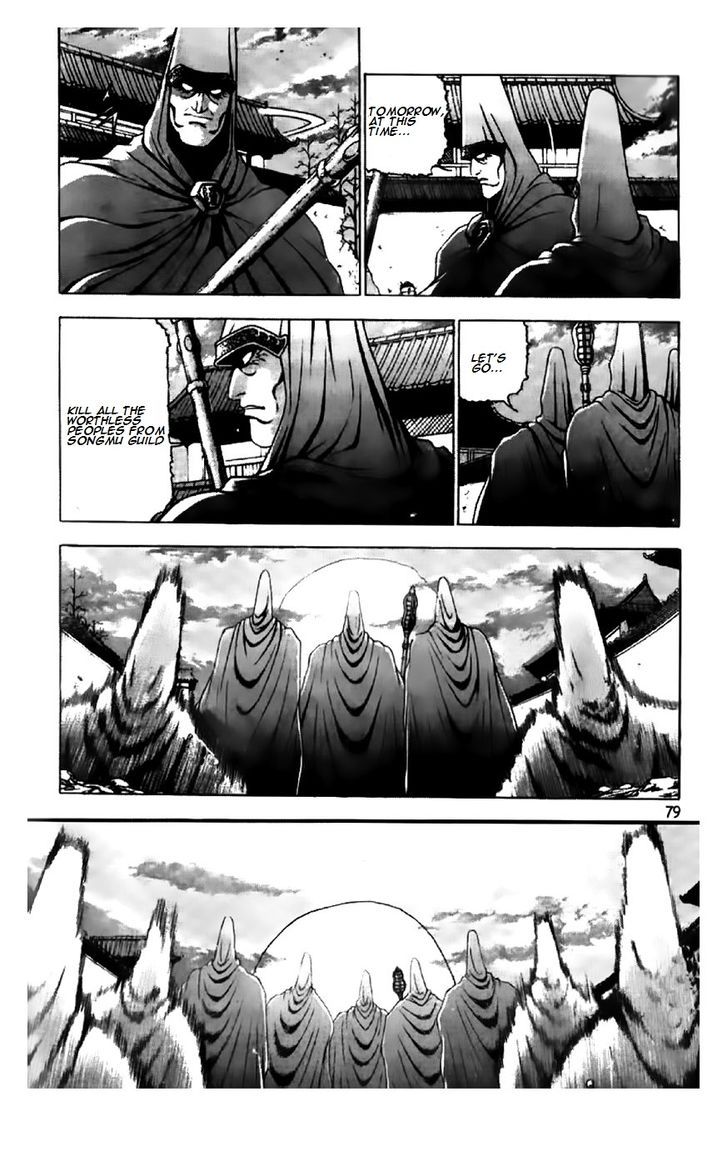 TOMORROW,
AT THIS
TIME...
KILL ALL THE
WORTHLESS
PEOPLES FROM
SONGMU GUILD
LET'S
GO...
79